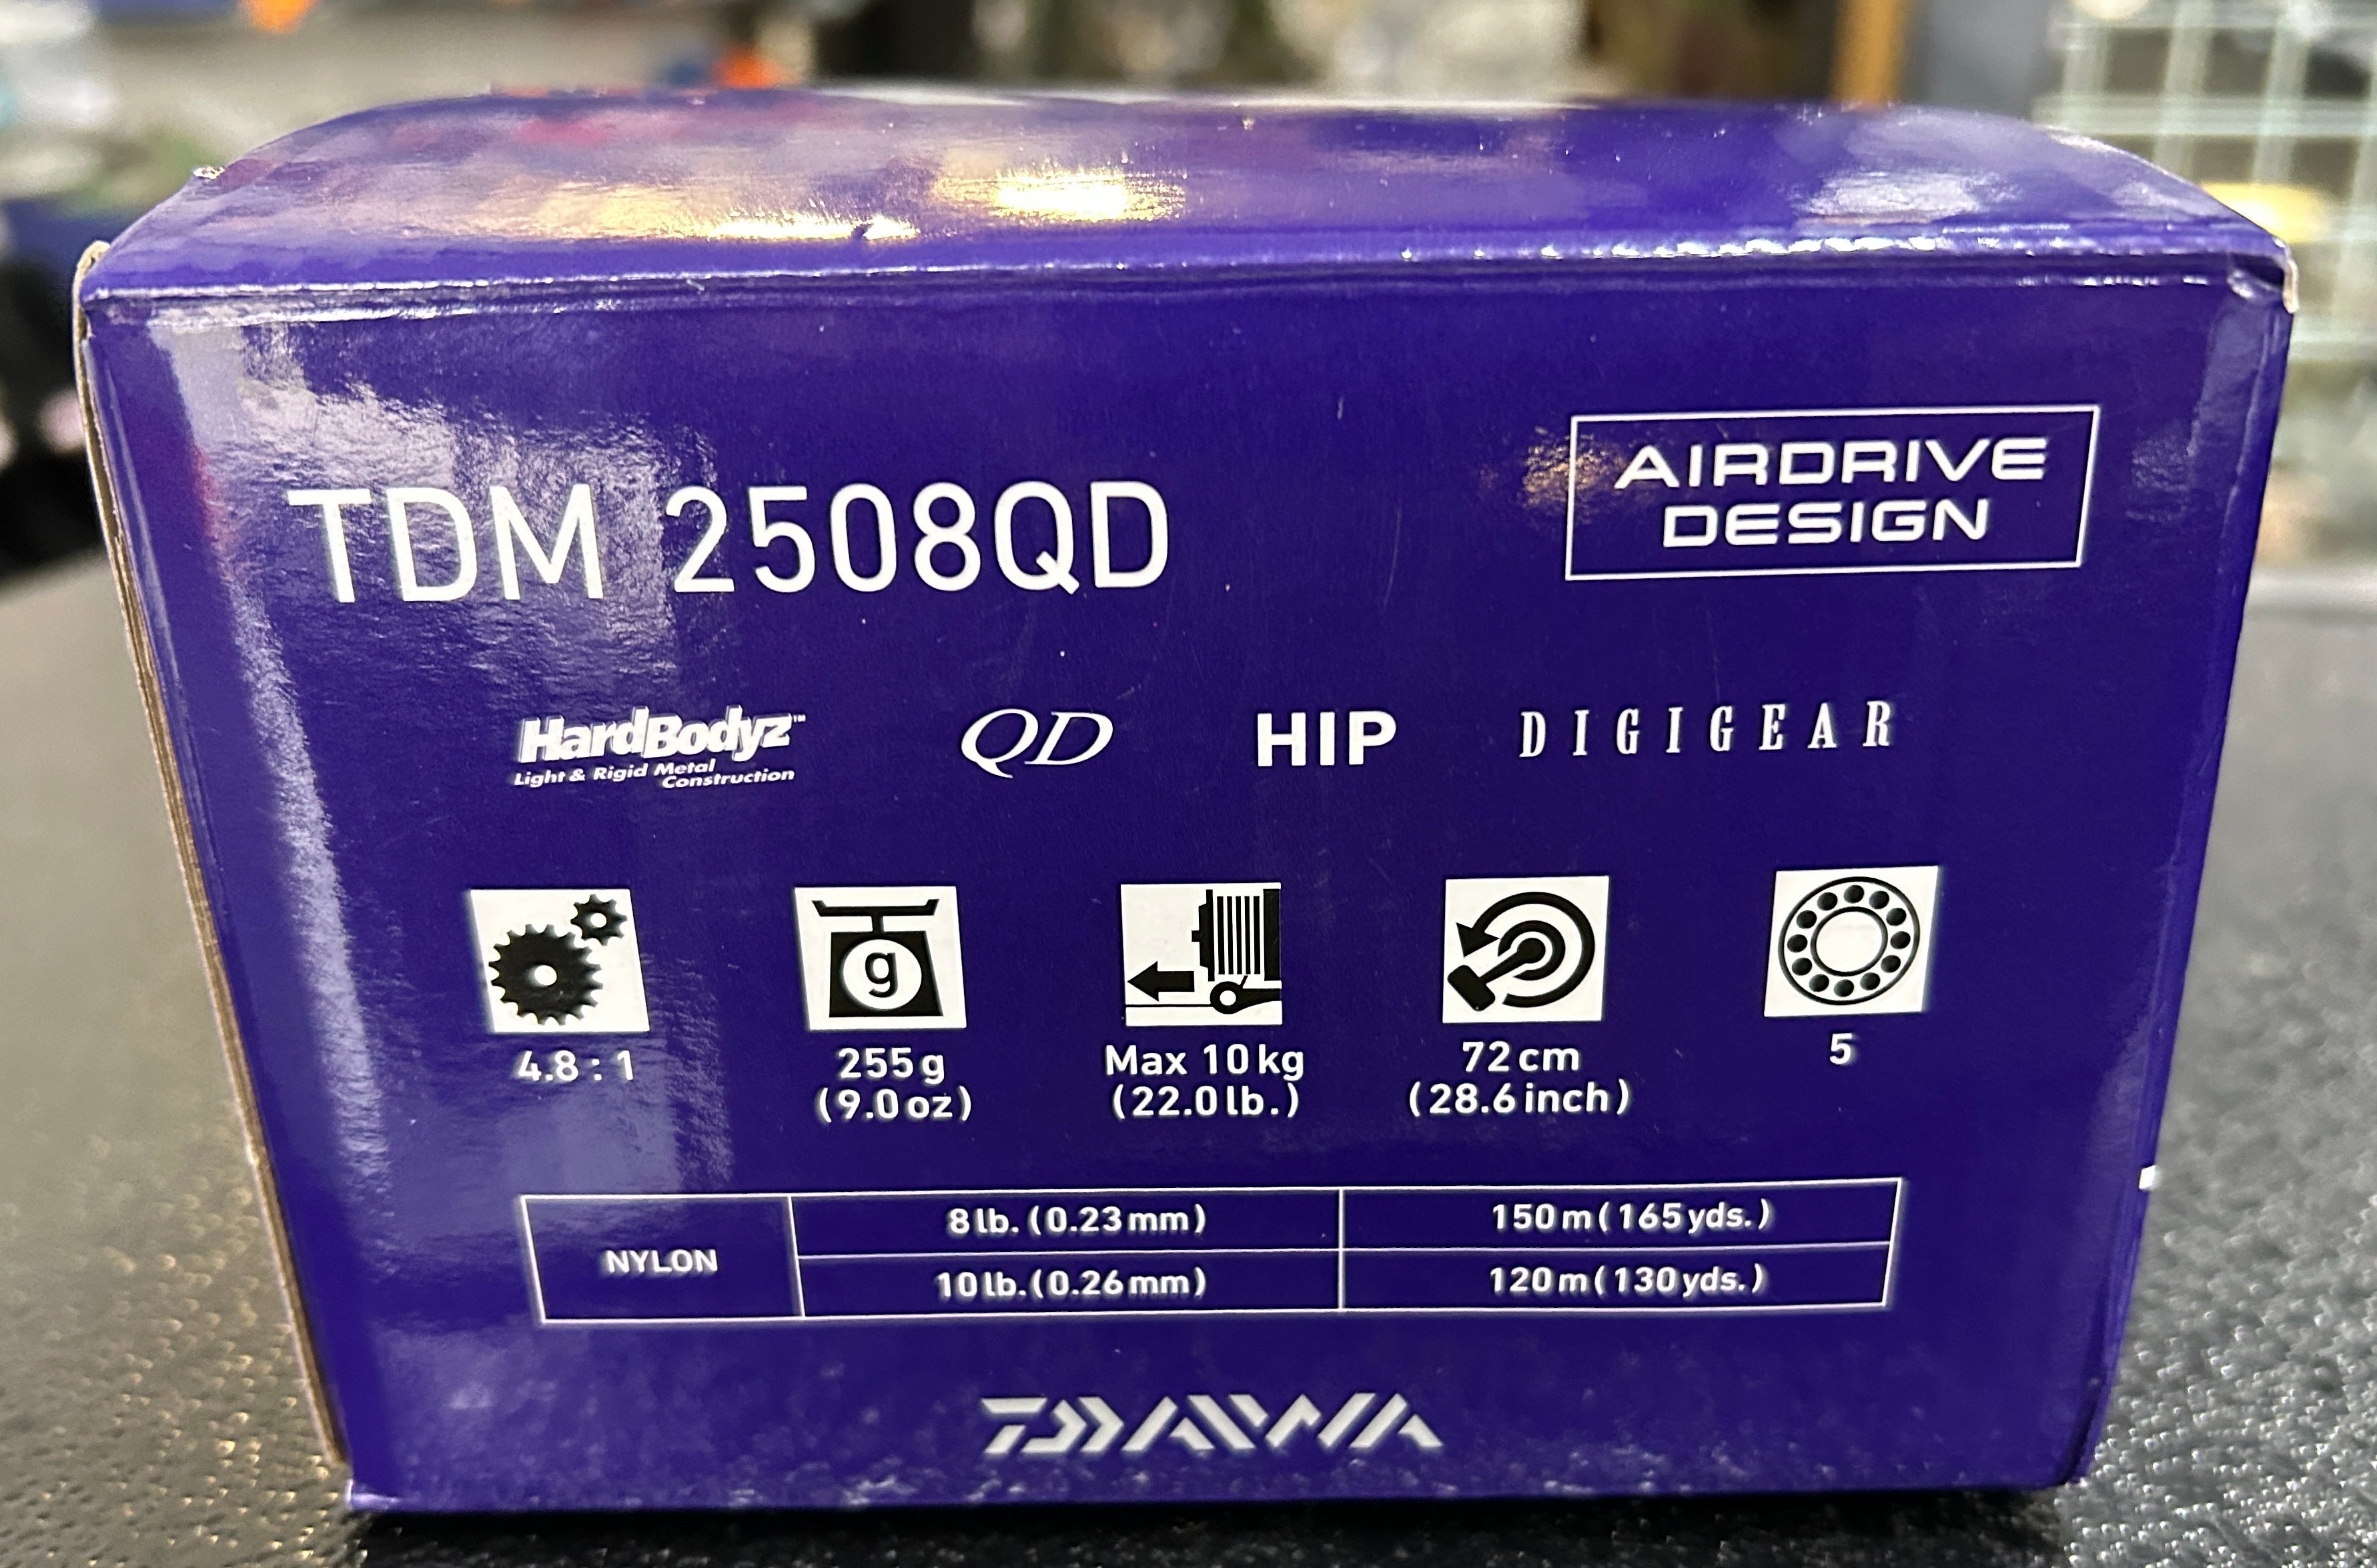 TDM 2508QD
AIRDRIVE
DESIGN
HardBodyz™
Light & Rigid Metal
Construction
QD
HIP
DIGIGEAR
4.8:1
g
255g
(9.0oz)
Max 10kg
(22.0lb.)
72cm
(28.6inch)
5
NYLON
8lb.(0.23mm)
150m(165yds.)
10lb.(0.26mm)
120m(130yds.)
DAIWA